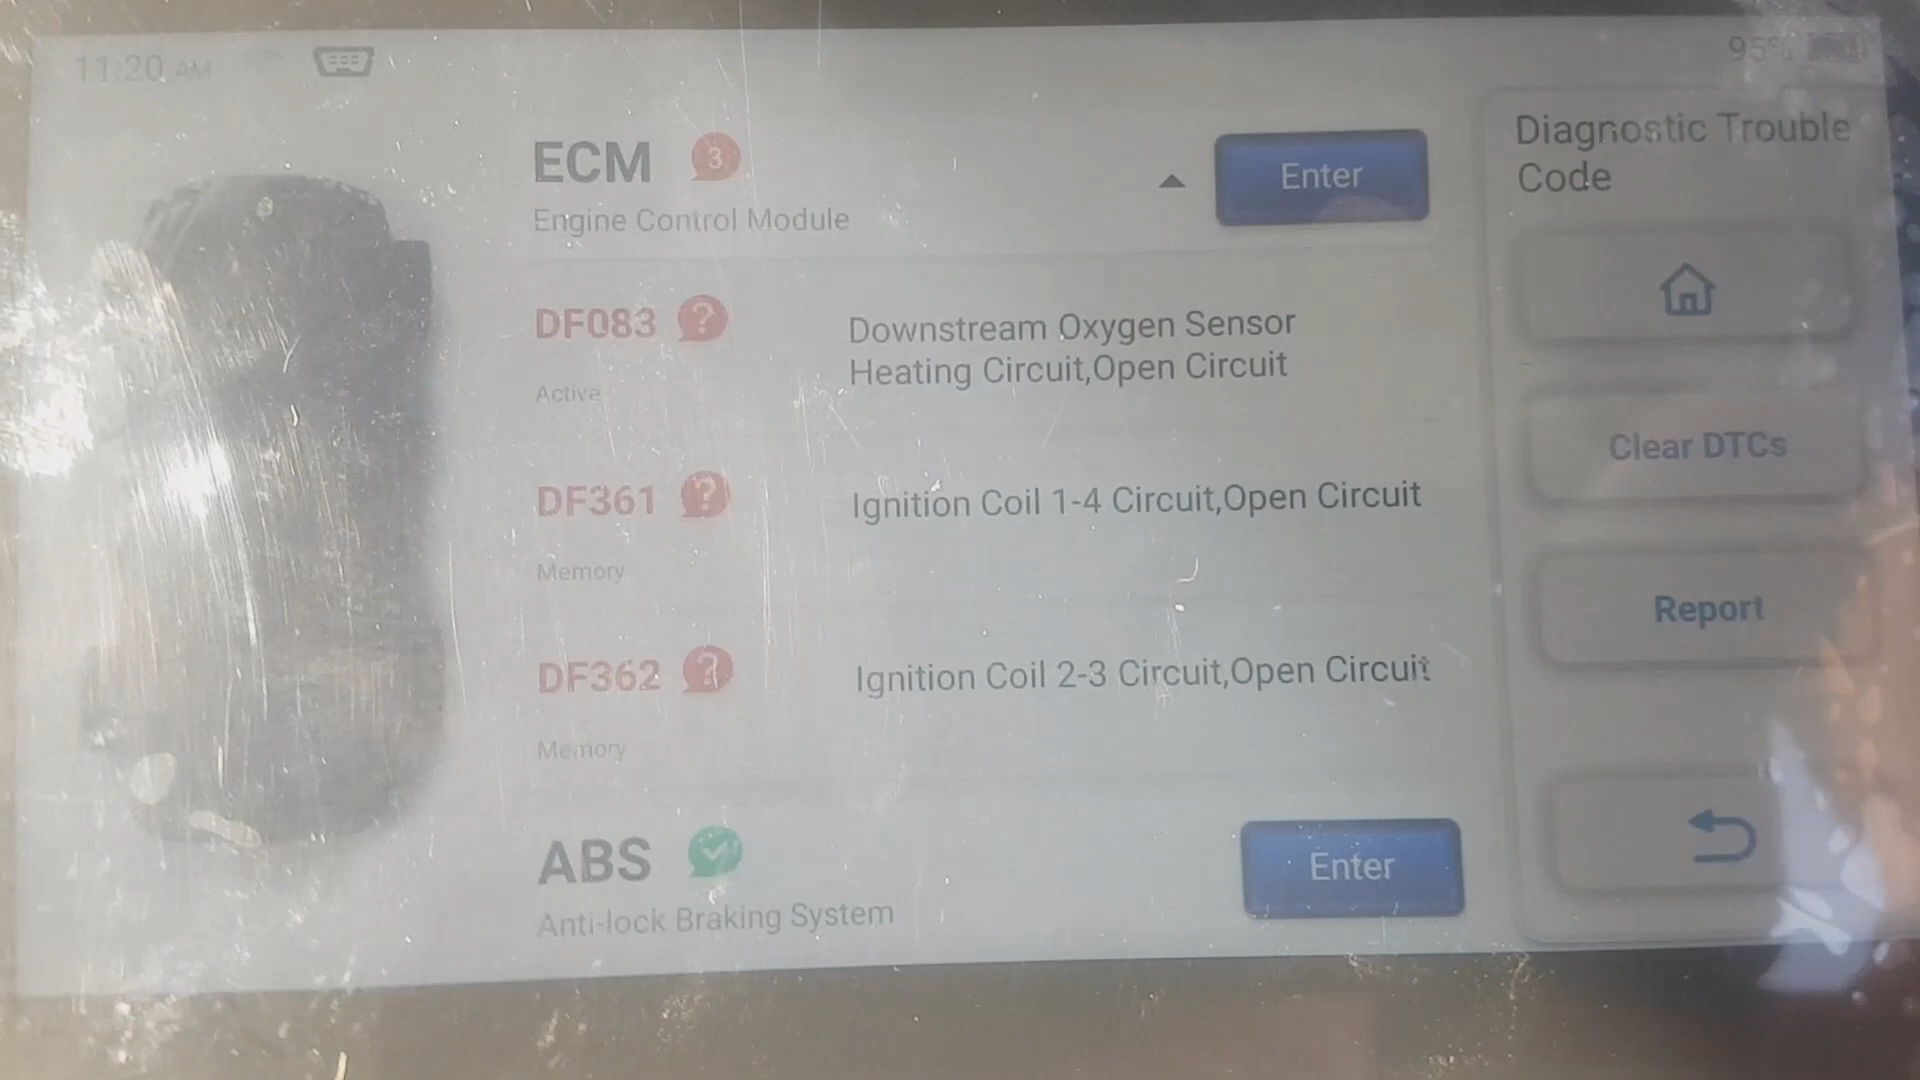 11:20 AM
95%
ECM 3
Enter
Engine Control Module
Diagnostic Trouble
Code
DF083 ?
Downstream Oxygen Sensor
Heating Circuit,Open Circuit
Active
Clear DTCs
DF361 ?
Ignition Coil 1-4 Circuit,Open Circuit
Memory
Report
DF362 ?
Ignition Coil 2-3 Circuit,Open Circuit
Memory
ABS
Enter
Anti-lock Braking System